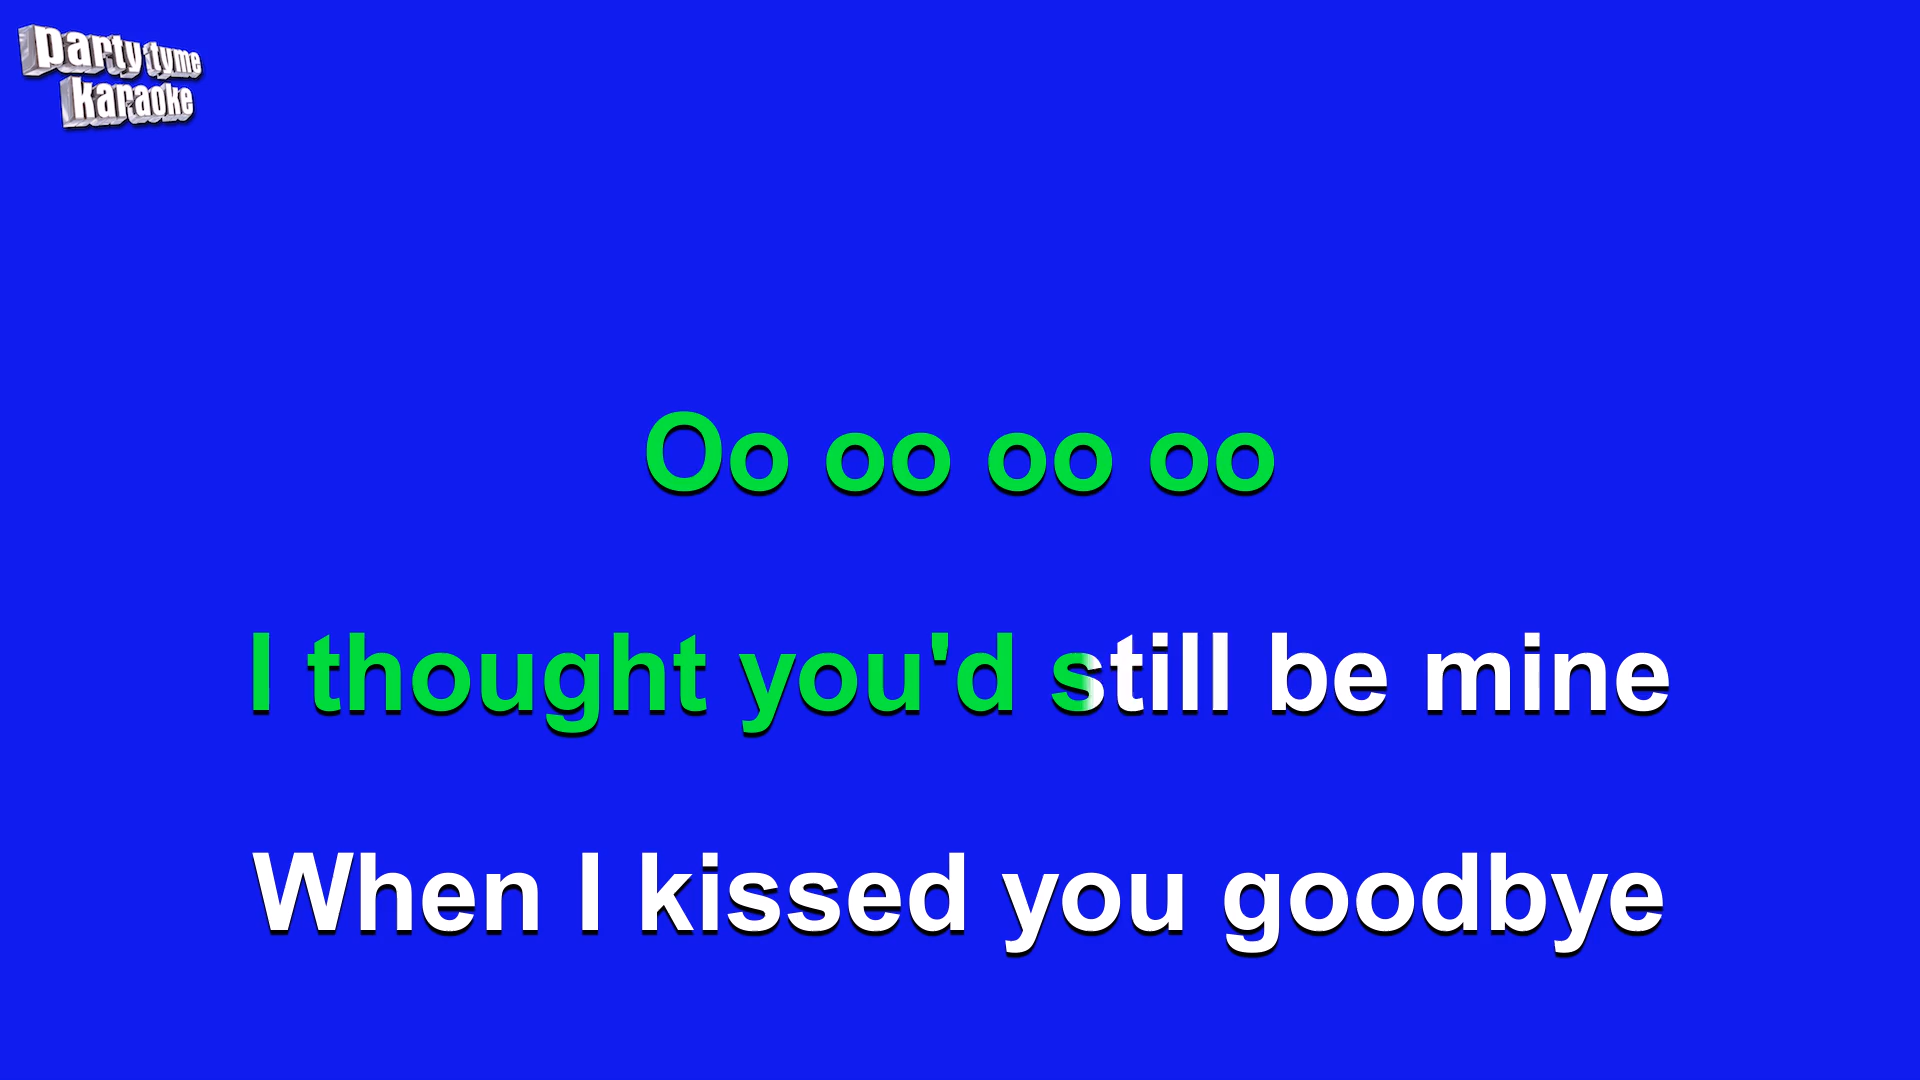 party tyme
karaoke
Oo oo oo oo
I thought you'd still be mine
When I kissed you goodbye